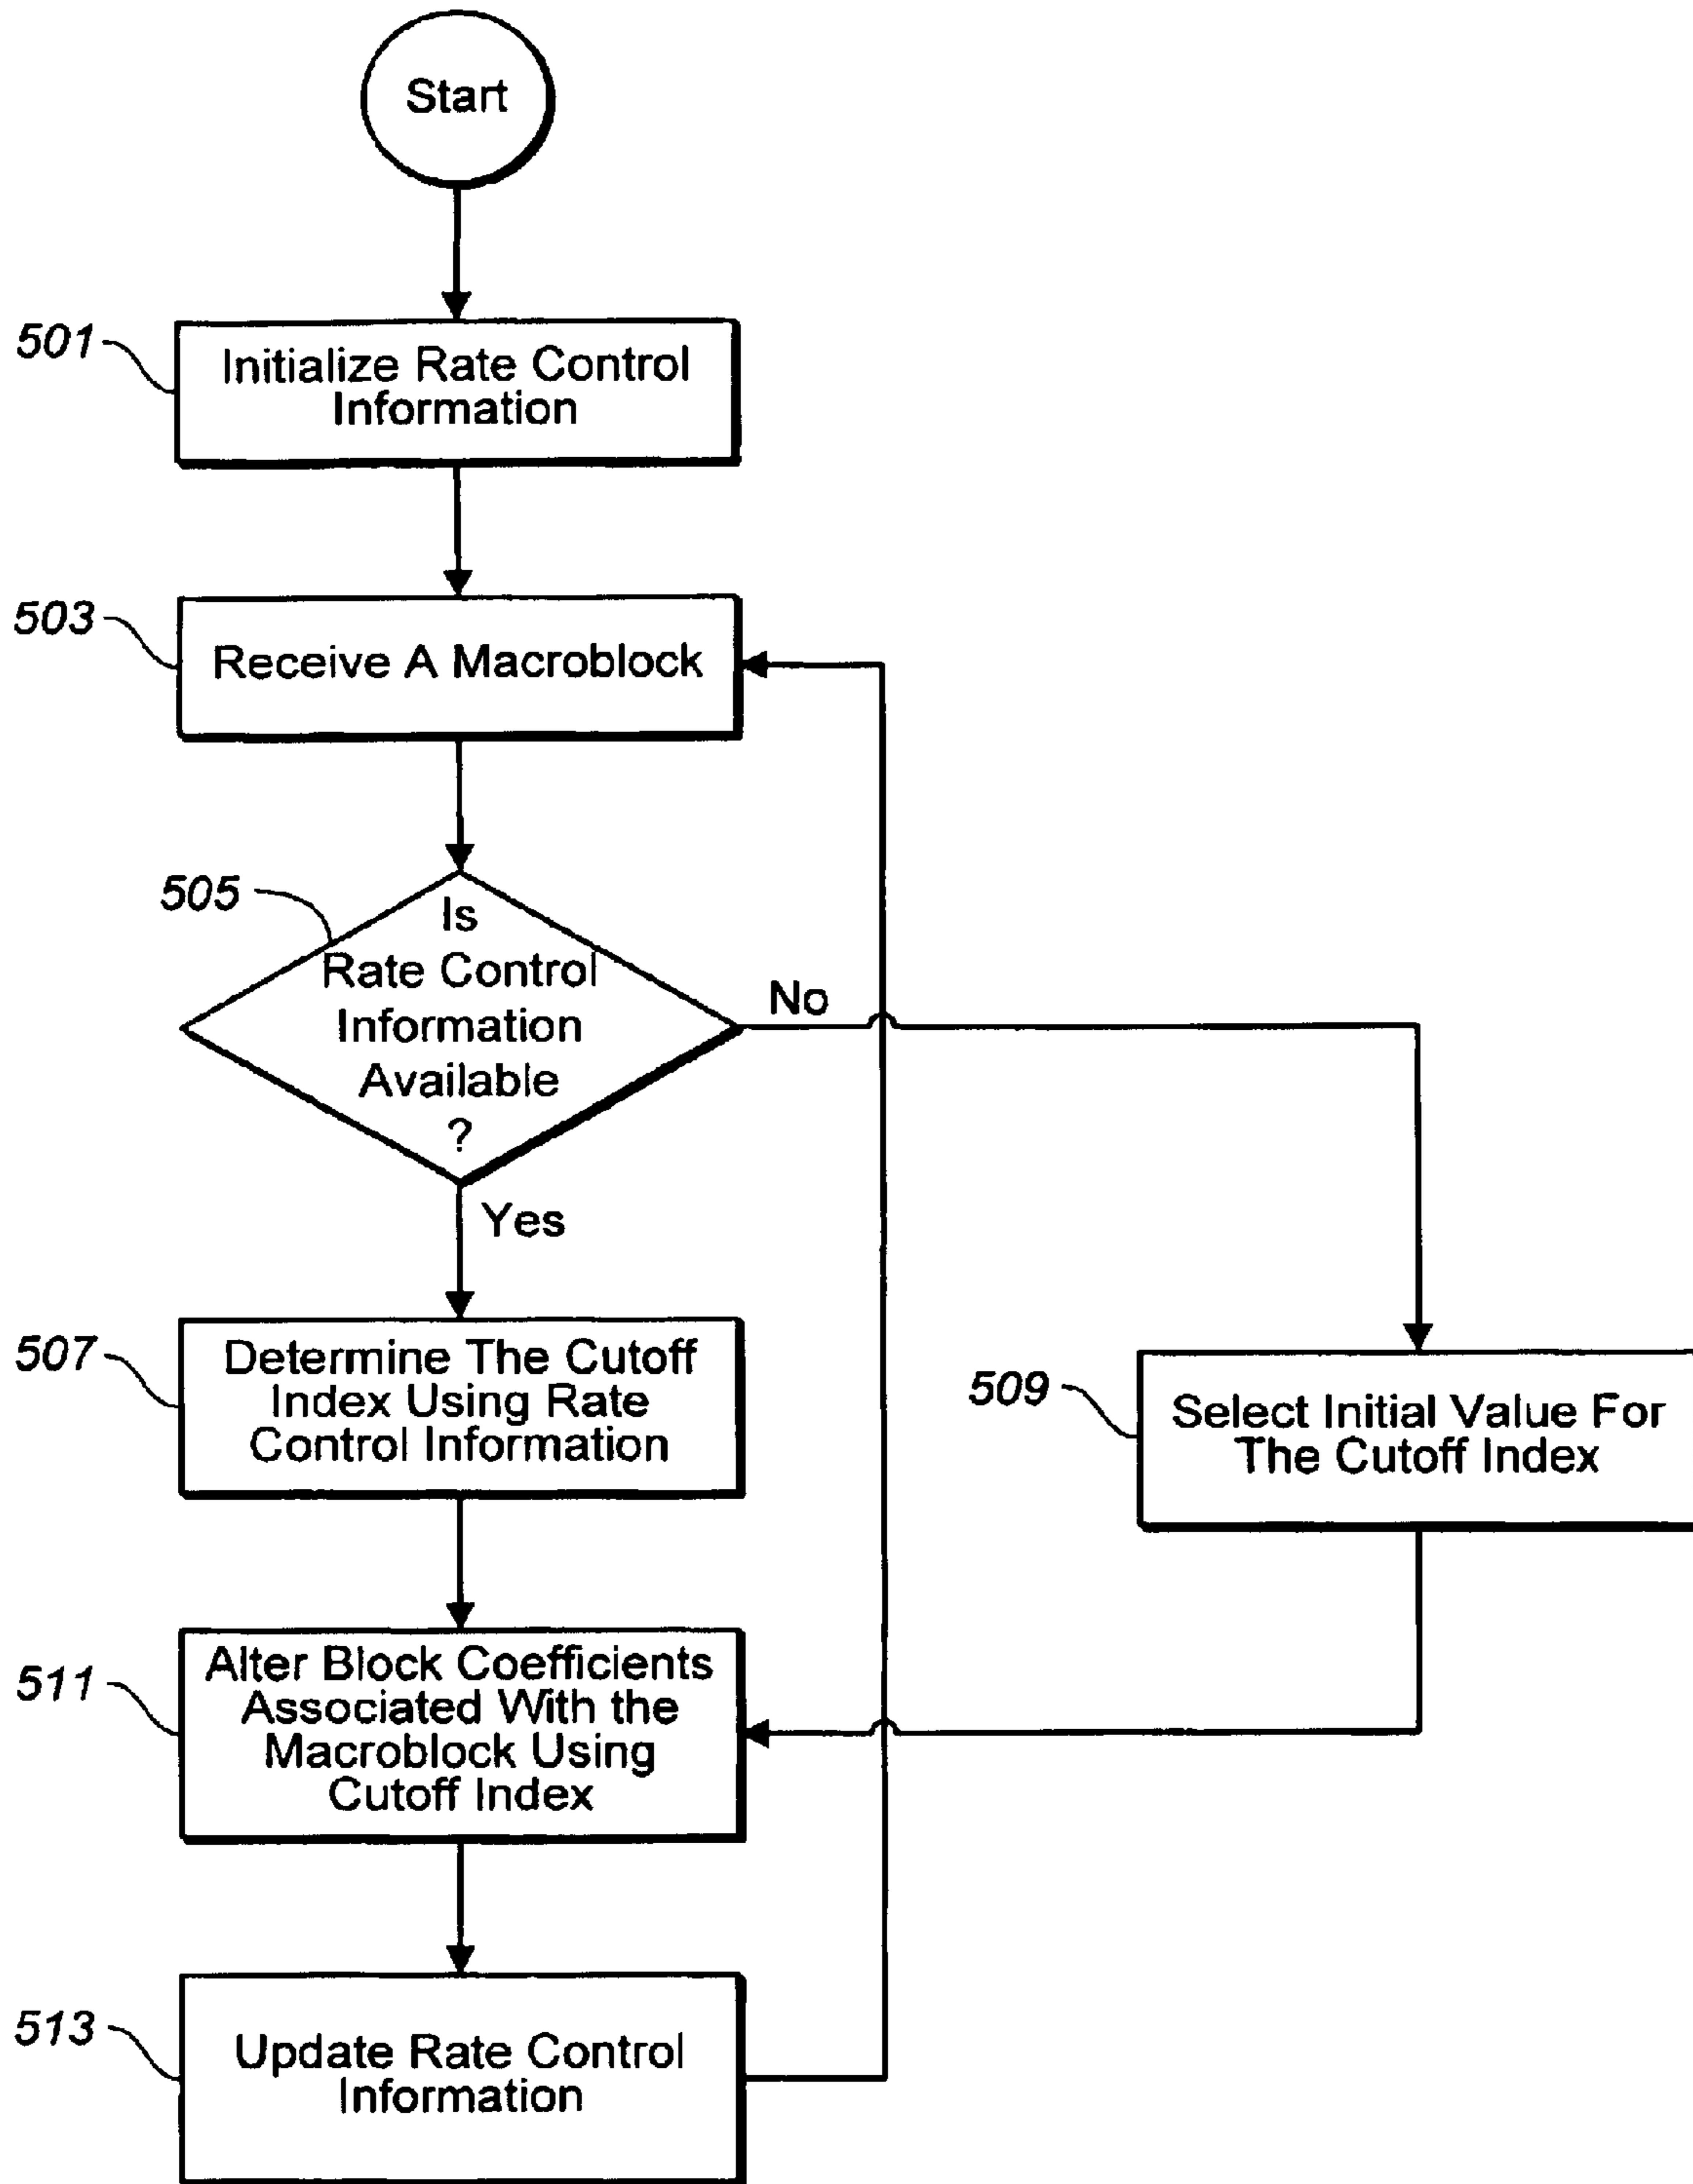 Start
501
Initialize Rate Control
Information
503
Receive A Macroblock
505
Is
Rate Control
Information
Available
?
No
Yes
507
Determine The Cutoff
Index Using Rate
Control Information
509
Select Initial Value For
The Cutoff Index
511
Alter Block Coefficients
Associated With the
Macroblock Using
Cutoff Index
513
Update Rate Control
Information